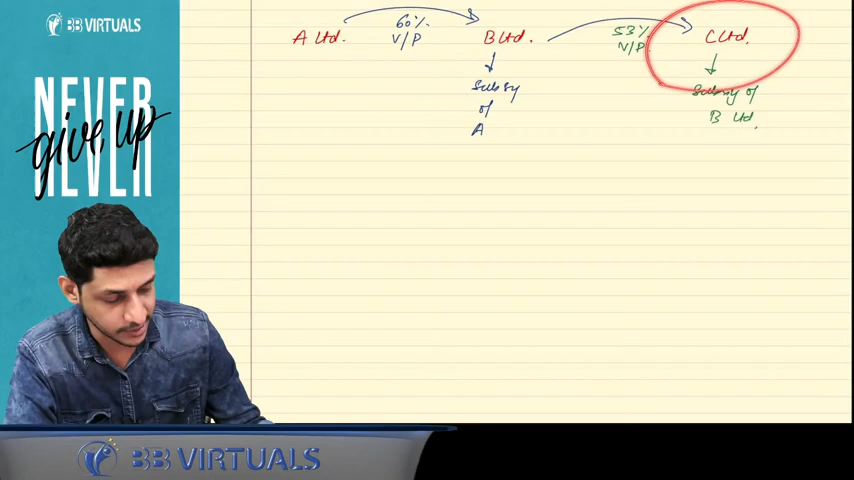 BB VIRTUALS
NEVER
give up
NEVER
A Ltd. 60% V/P B Ltd. 53% V/P C Ltd.
Subsy of A
Subsy of B Ltd.
BB VIRTUALS